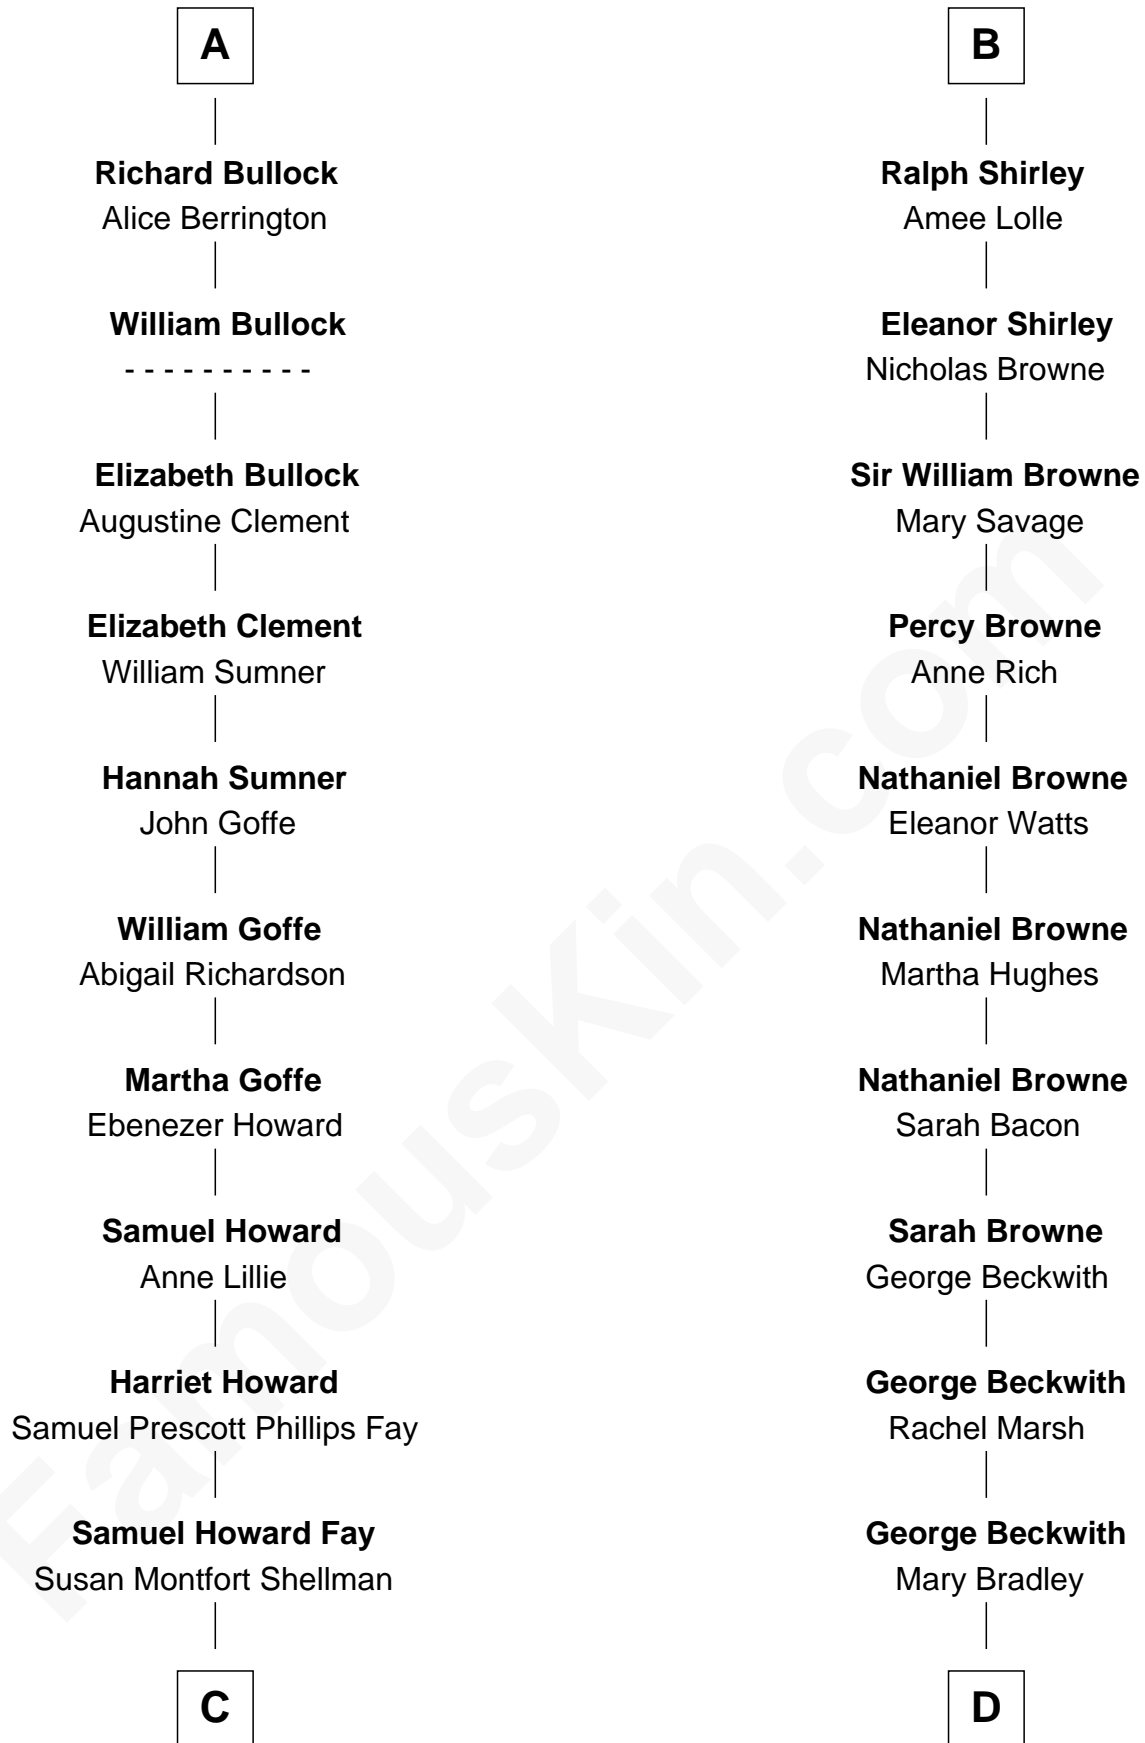 A
Richard Bullock
Alice Berrington
William Bullock
- - - - - - - - - -
Elizabeth Bullock
Augustine Clement
Elizabeth Clement
William Sumner
Hannah Sumner
John Goffe
William Goffe
Abigail Richardson
Martha Goffe
Ebenezer Howard
Samuel Howard
Anne Lillie
Harriet Howard
Samuel Prescott Phillips Fay
Samuel Howard Fay
Susan Montfort Shellman
C
B
Ralph Shirley
Amee Lolle
Eleanor Shirley
Nicholas Browne
Sir William Browne
Mary Savage
Percy Browne
Anne Rich
Nathaniel Browne
Eleanor Watts
Nathaniel Browne
Martha Hughes
Nathaniel Browne
Sarah Bacon
Sarah Browne
George Beckwith
George Beckwith
Rachel Marsh
George Beckwith
Mary Bradley
D
FamousKin.com